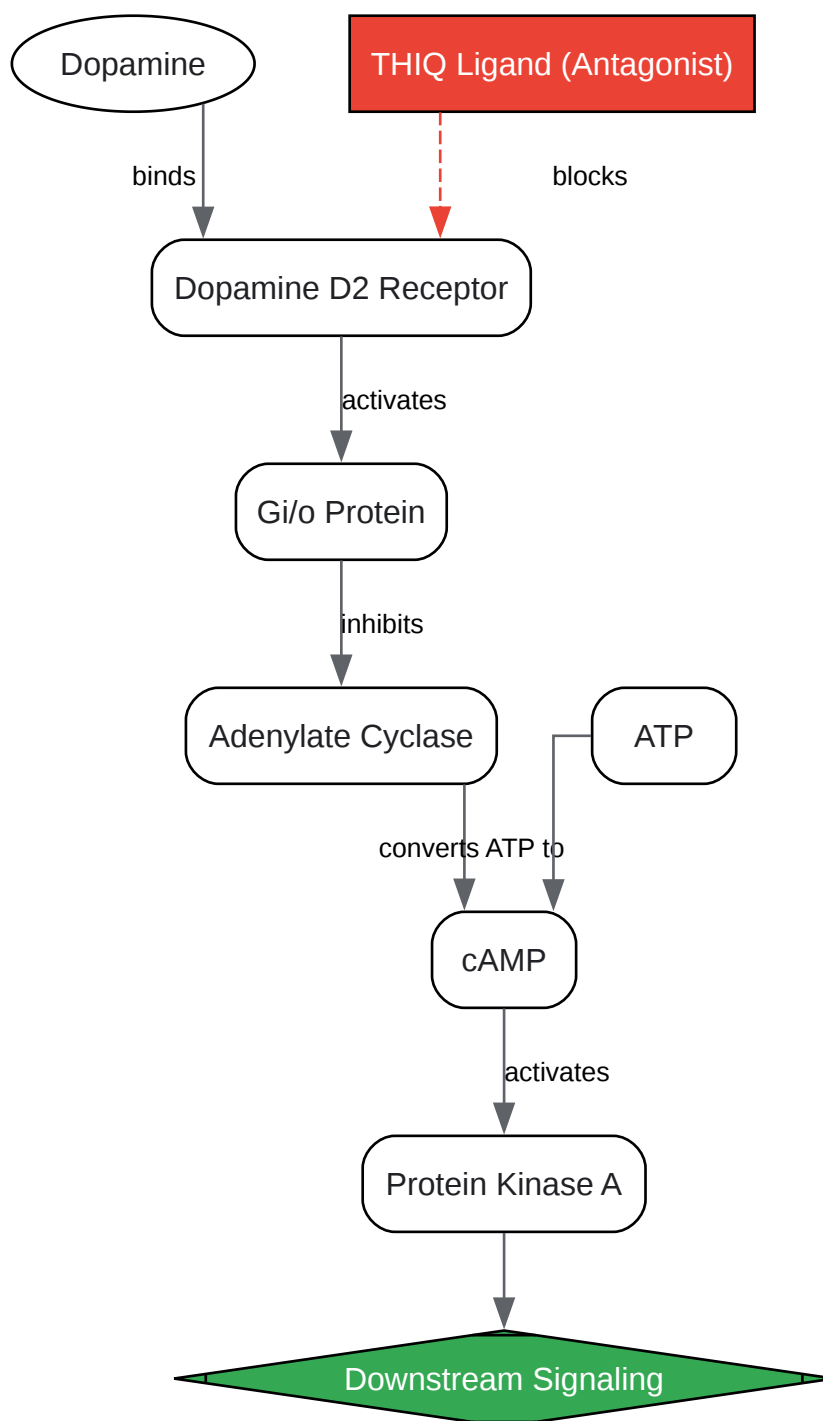 Dopamine
THIQ Ligand (Antagonist)
binds
blocks
Dopamine D2 Receptor
activates
Gi/o Protein
inhibits
Adenylate Cyclase
ATP
converts ATP to
cAMP
activates
Protein Kinase A
Downstream Signaling